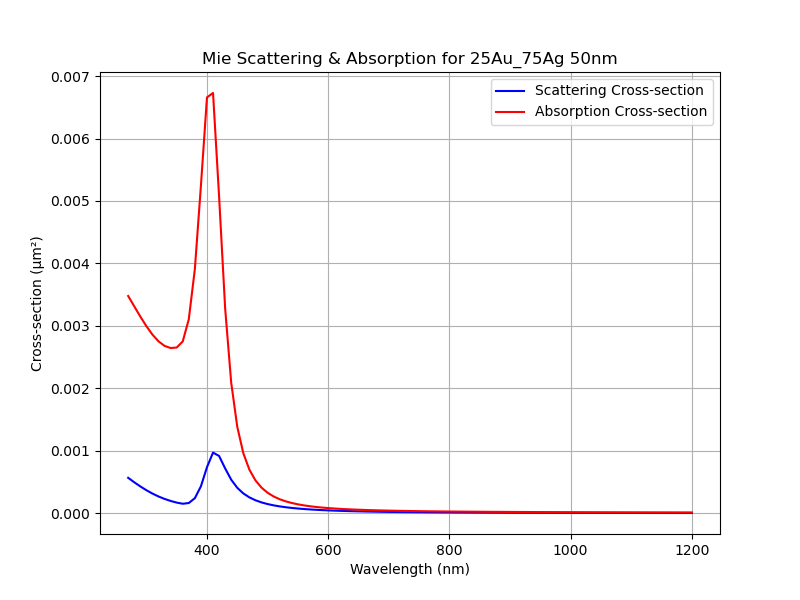 Mie Scattering & Absorption for 25Au_75Ag 50nm
Scattering Cross-section
Absorption Cross-section
Cross-section (μm²)
0.007
0.006
0.005
0.004
0.003
0.002
0.001
0.000
400 600 800 1000 1200
Wavelength (nm)